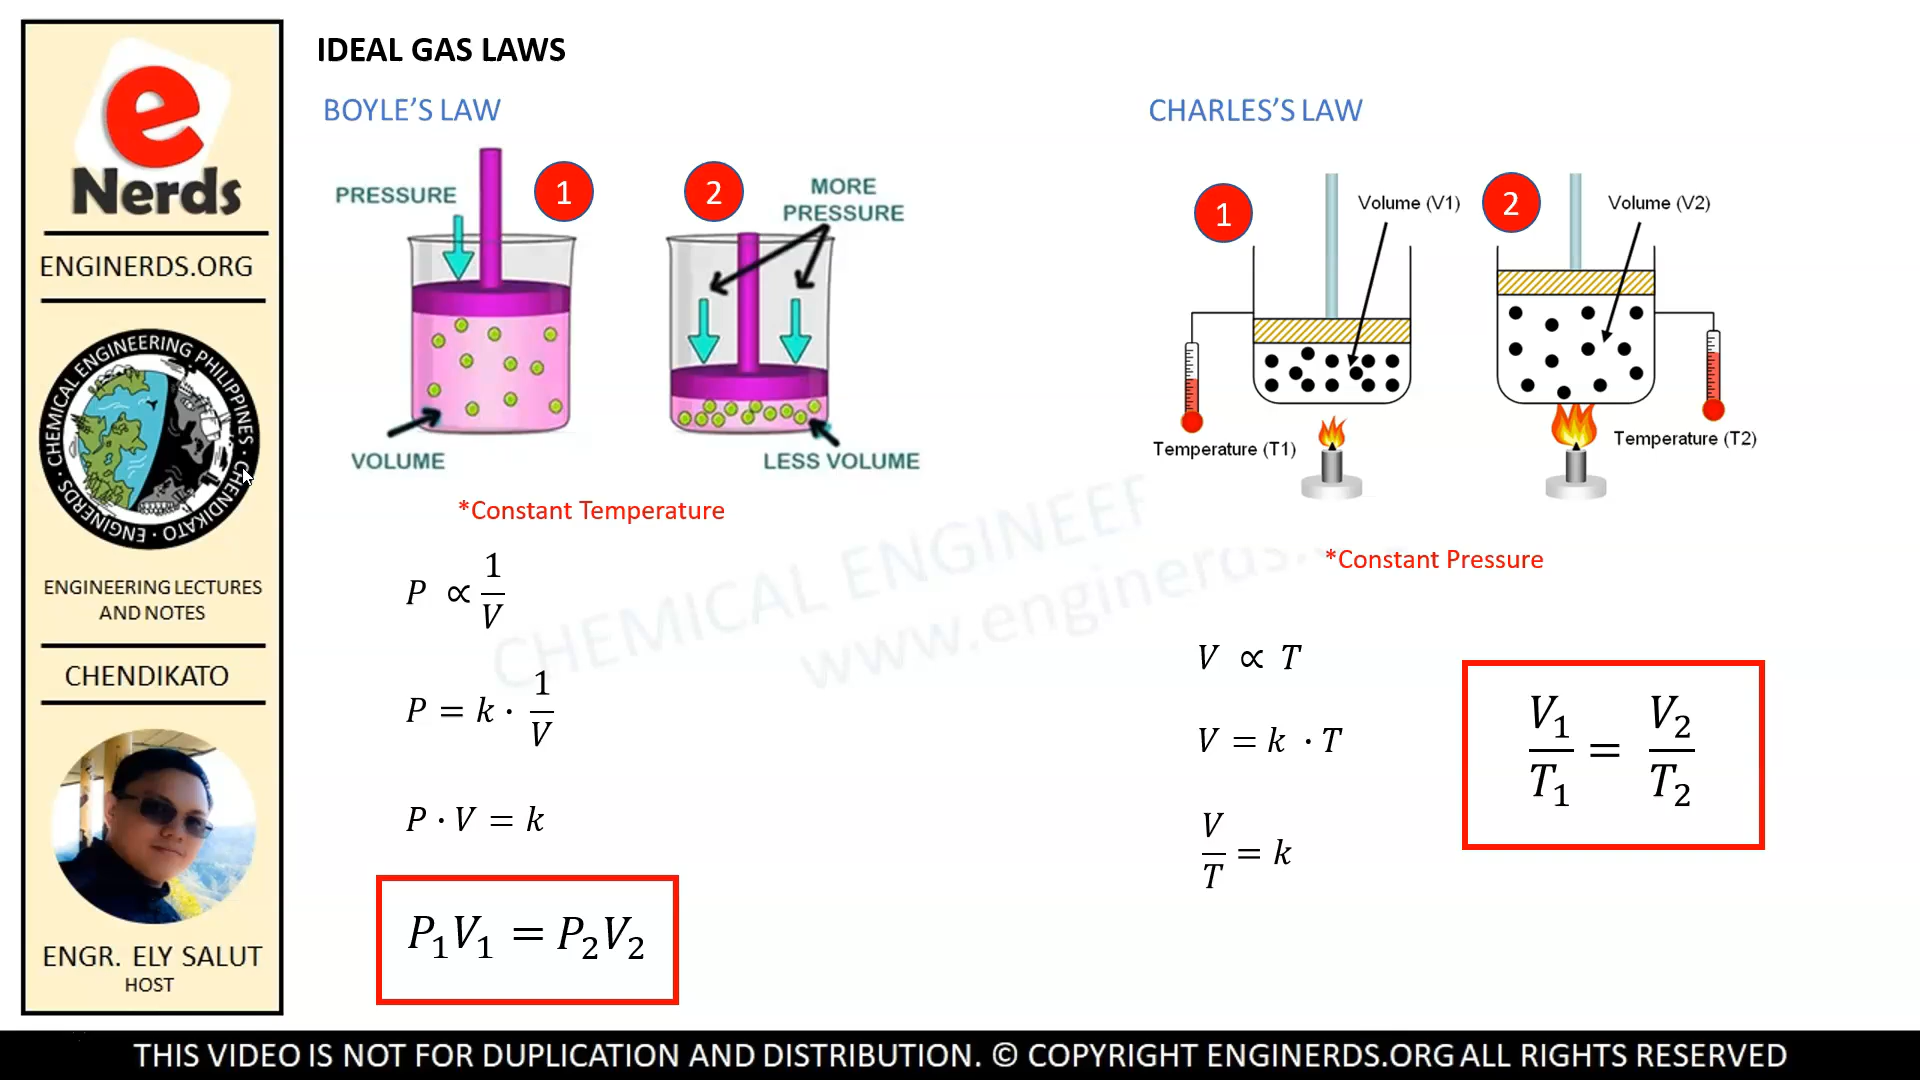 e
Nerds
ENGINERDS.ORG
CHEMICAL ENGINEERING PHILIPPINES · CHENDIKATO · ENGINERDS ·
ENGINEERING LECTURES
AND NOTES
CHENDIKATO
ENGR. ELY SALUT
HOST
IDEAL GAS LAWS
BOYLE'S LAW
PRESSURE
1
2
MORE
PRESSURE
VOLUME
LESS VOLUME
*Constant Temperature
P ∝ 1/V
P = k · 1/V
P · V = k
P₁V₁ = P₂V₂
CHARLES'S LAW
1
Volume (V1)
2
Volume (V2)
Temperature (T1)
Temperature (T2)
*Constant Pressure
V ∝ T
V = k · T
V/T = k
V₁/T₁ = V₂/T₂
CHEMICAL ENGINEER
www.enginerds.
THIS VIDEO IS NOT FOR DUPLICATION AND DISTRIBUTION. © COPYRIGHT ENGINERDS.ORG ALL RIGHTS RESERVED